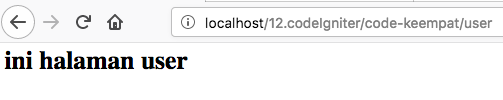 localhost/12.codeIgniter/code-keempat/user
ini halaman user